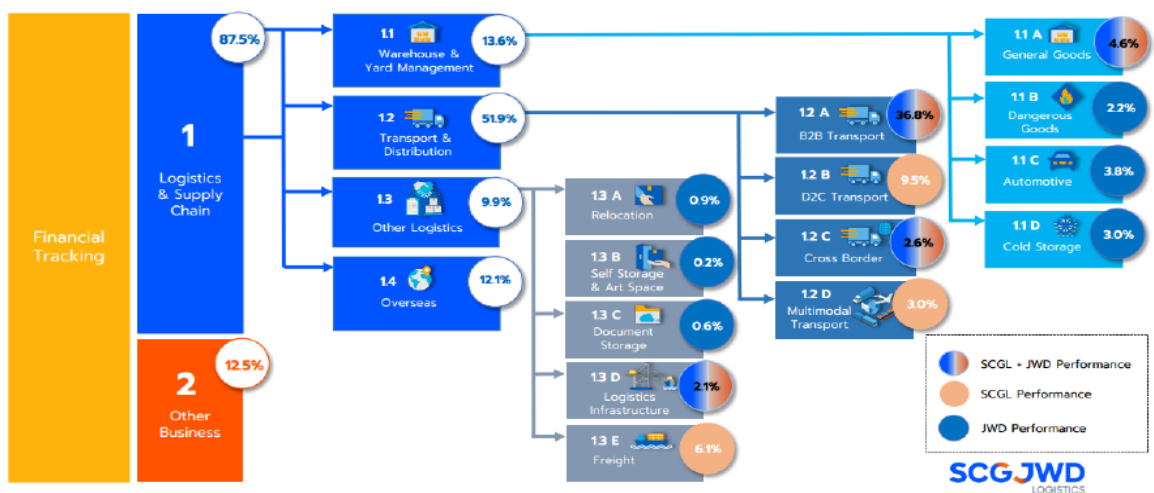 Financial
Tracking
1
Logistics
& Supply
Chain
87.5%
2
Other
Business
12.5%
1.1
Warehouse &
Yard Management
13.6%
1.2
Transport &
Distribution
51.9%
1.3
Other Logistics
9.9%
1.4
Overseas
12.1%
1.3 A
Relocation
0.9%
1.3 B
Self Storage
& Art Space
0.2%
1.3 C
Document
Storage
0.6%
1.3 D
Logistics
Infrastructure
2.1%
1.3 E
Freight
6.1%
1.2 A
B2B Transport
36.8%
1.2 B
D2C Transport
9.5%
1.2 C
Cross Border
2.6%
1.2 D
Multimodal
Transport
3.0%
1.1 A
General Goods
4.6%
1.1 B
Dangerous
Goods
2.2%
1.1 C
Automotive
3.8%
1.1 D
Cold Storage
3.0%
SCGL + JWD Performance
SCGL Performance
JWD Performance
SCGJWD
LOGISTICS